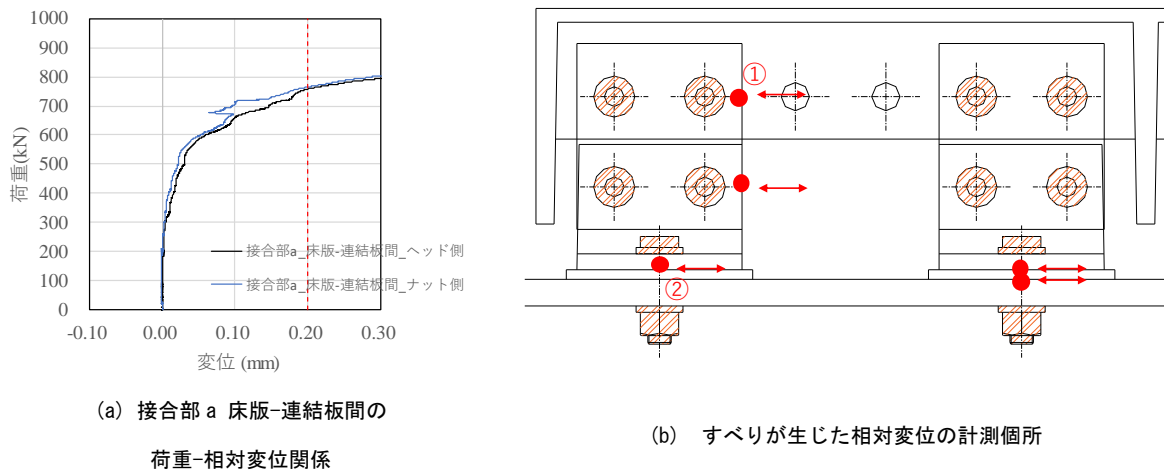 1000
900
800
700
600
500
400
300
200
100
0
荷重(kN)
接合部a_床版-連結板間_ヘッド側
接合部a_床版-連結板間_ナット側
-0.10 0.00 0.10 0.20 0.30
変位 (mm)
(a) 接合部 a 床版-連結板間の
荷重-相対変位関係
①
②
(b) すべりが生じた相対変位の計測個所